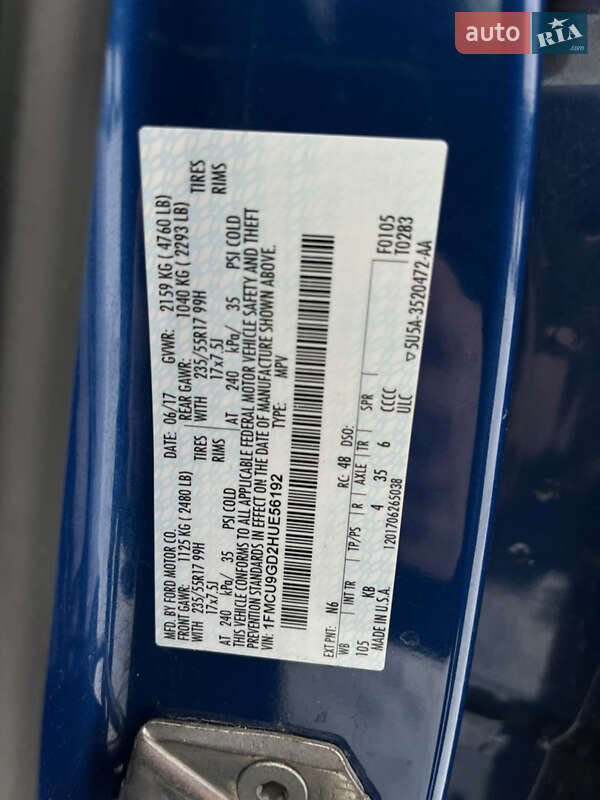 auto RIA.com
MFD. BY FORD MOTOR CO. DATE: 06/17 GVWR: 2159 KG ( 4760 LB)
FRONT GAWR: 1125 KG ( 2480 LB) REAR GAWR: 1040 KG ( 2293 LB)
WITH 235/55R17 99H TIRES WITH 235/55R17 99H TIRES
17x7.5J RIMS 17x7.5J RIMS
AT 240 kPa/ 35 PSI COLD AT 240 kPa/ 35 PSI COLD
THIS VEHICLE CONFORMS TO ALL APPLICABLE FEDERAL MOTOR VEHICLE SAFETY AND THEFT
PREVENTION STANDARDS IN EFFECT ON THE DATE OF MANUFACTURE SHOWN ABOVE.
VIN: 1FMCU9GD2HUE56192 TYPE: MPV
EXT PNT: N6 RC: 48 DSO: F0105
WB INT TR TP/PS R AXLE TR SPR T0283
105 KB 4 35 6 CCCC ▽5U5A-3520472-AA
MADE IN U.S.A. 1201706265038 ULC